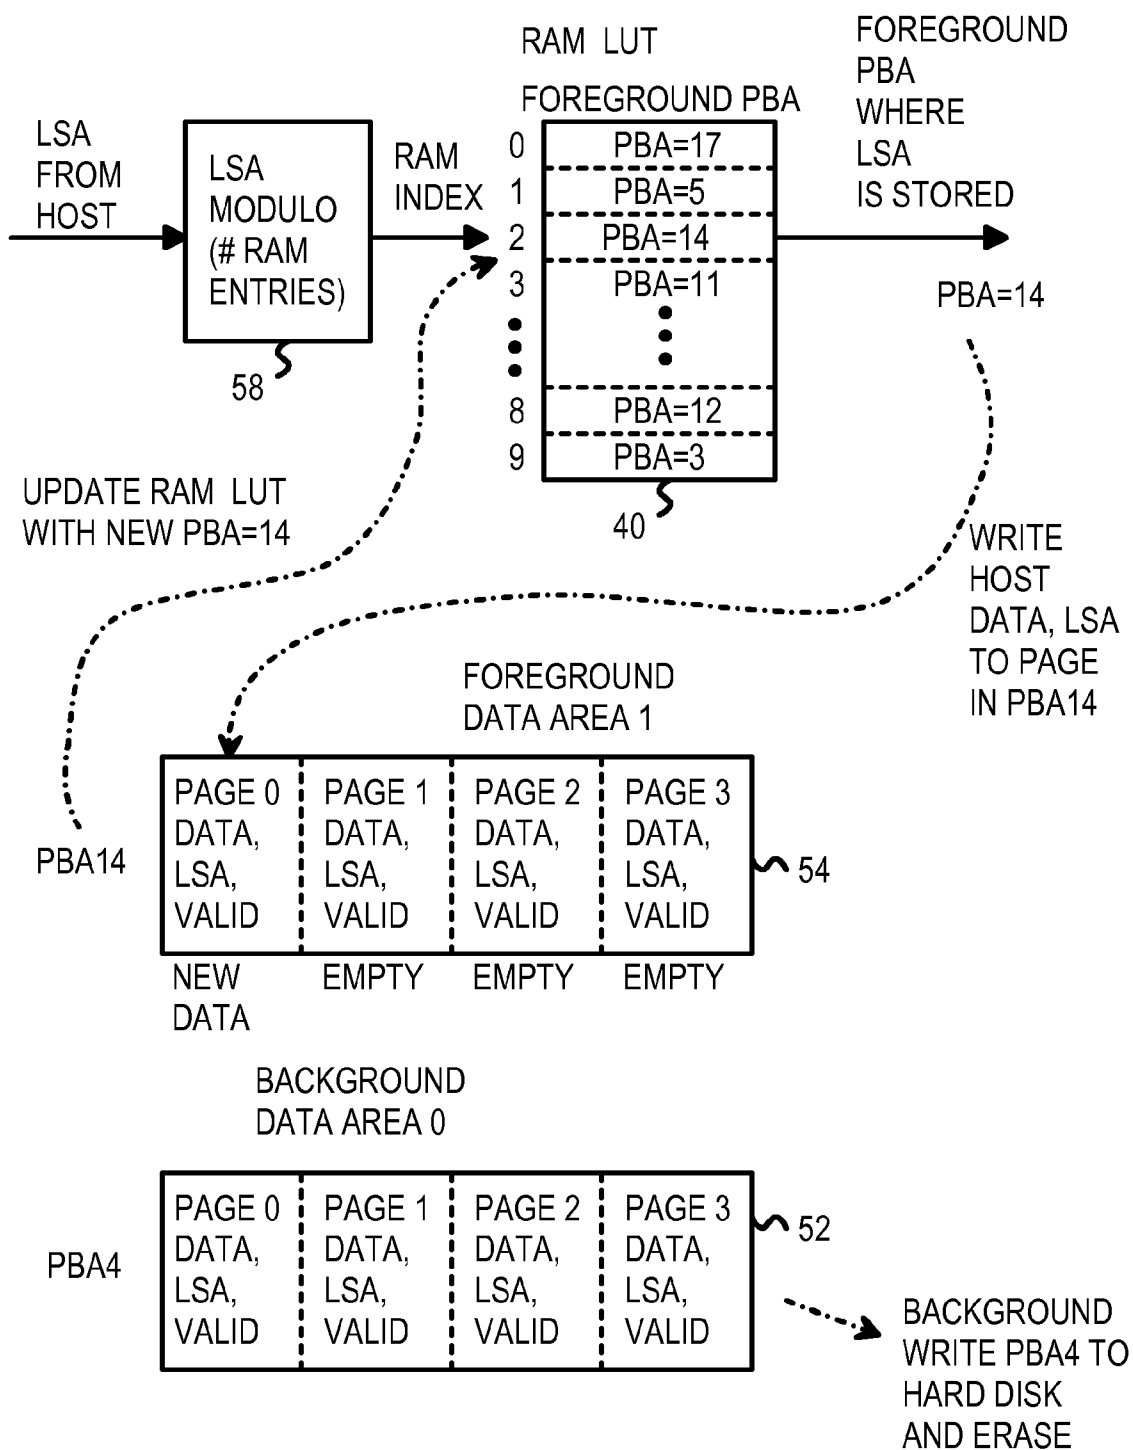 RAM LUT
FOREGROUND PBA
FOREGROUND
PBA
WHERE
LSA
IS STORED
LSA
FROM
HOST
LSA
MODULO
(# RAM
ENTRIES)
58
RAM
INDEX
0 PBA=17
1 PBA=5
2 PBA=14
3 PBA=11
8 PBA=12
9 PBA=3
40
PBA=14
UPDATE RAM LUT
WITH NEW PBA=14
WRITE
HOST
DATA, LSA
TO PAGE
IN PBA14
FOREGROUND
DATA AREA 1
PBA14
PAGE 0 PAGE 1 PAGE 2 PAGE 3
DATA, DATA, DATA, DATA,
LSA, LSA, LSA, LSA,
VALID VALID VALID VALID
54
NEW EMPTY EMPTY EMPTY
DATA
BACKGROUND
DATA AREA 0
PBA4
PAGE 0 PAGE 1 PAGE 2 PAGE 3
DATA, DATA, DATA, DATA,
LSA, LSA, LSA, LSA,
VALID VALID VALID VALID
52
BACKGROUND
WRITE PBA4 TO
HARD DISK
AND ERASE